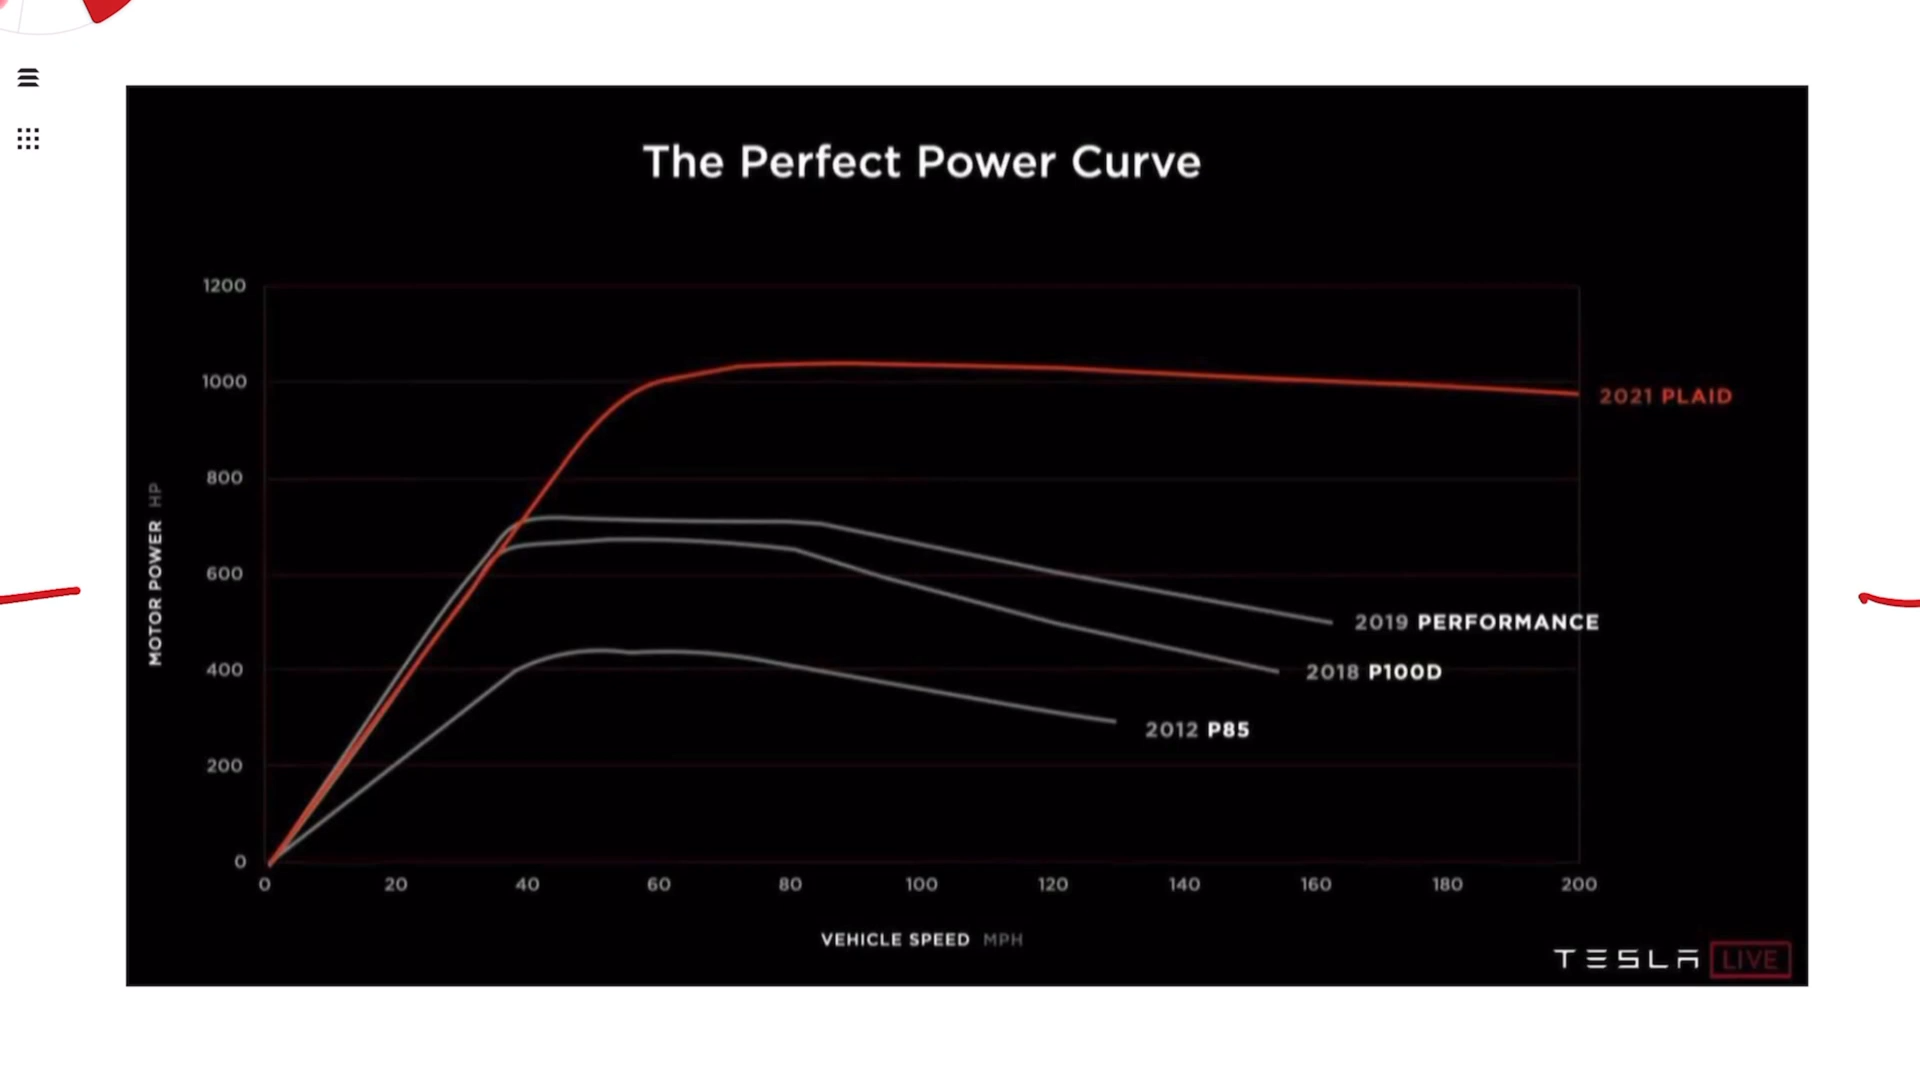 The Perfect Power Curve
1200
1000
800
600
400
200
0
MOTOR POWER HP
2021 PLAID
2019 PERFORMANCE
2018 P100D
2012 P85
0 20 40 60 80 100 120 140 160 180 200
VEHICLE SPEED MPH
TESLA LIVE